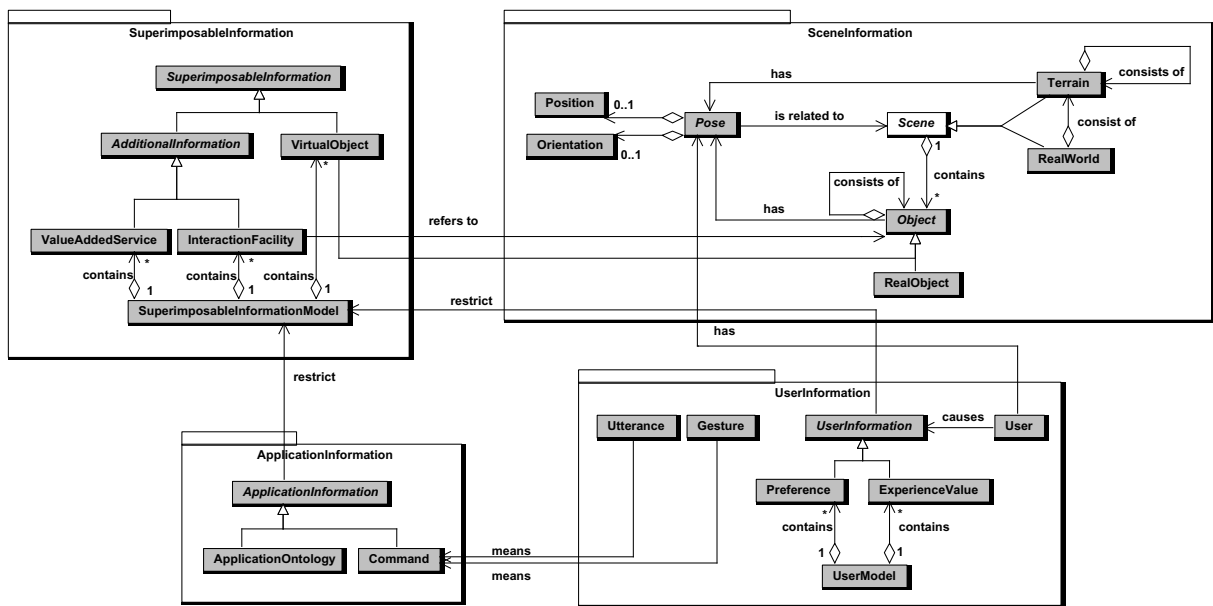 SuperimposableInformation
SuperimposableInformation
AdditionalInformation
VirtualObject
*
ValueAddedService
InteractionFacility
*
*
contains
contains
contains
1
1
1
SuperimposableInformationModel
SceneInformation
Terrain
consists of
has
Position
0..1
Pose
is related to
Scene
1
consist of
Orientation
0..1
RealWorld
contains
consists of
*
has
Object
refers to
RealObject
restrict
has
restrict
UserInformation
Utterance
Gesture
UserInformation
causes
User
Preference
ExperienceValue
*
*
contains
contains
1
1
UserModel
ApplicationInformation
ApplicationInformation
ApplicationOntology
Command
means
means